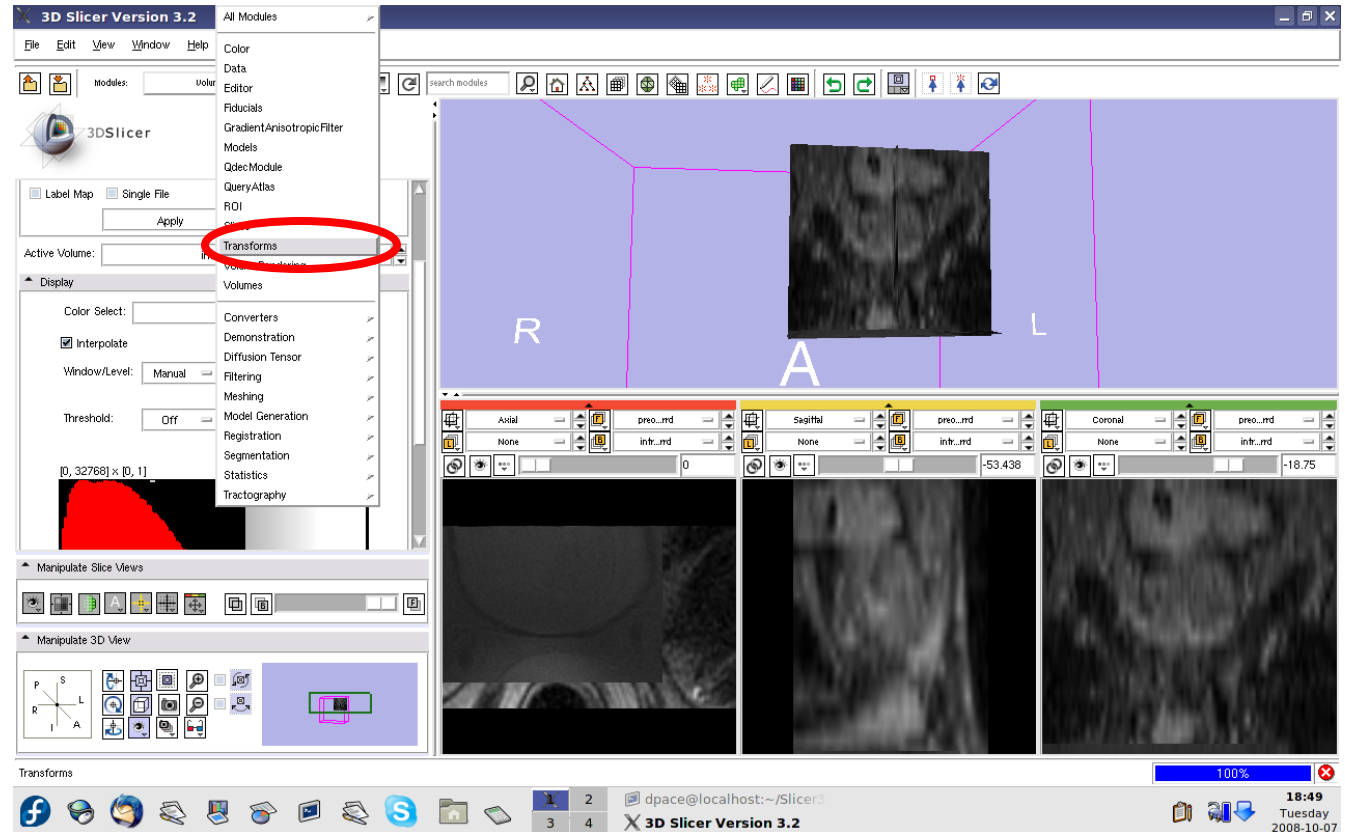 3D Slicer Version 3.2
File Edit View Window Help
Modules:
search modules
3DSlicer
All Modules
Color
Data
Editor
Fiducials
GradientAnisotropicFilter
Models
QdecModule
QueryAtlas
ROI
Transforms
Volumes
Converters
Demonstration
Diffusion Tensor
Filtering
Meshing
Model Generation
Registration
Segmentation
Statistics
Tractography
Label Map Single File
Apply
Active Volume:
Display
Color Select:
Interpolate
Window/Level: Manual
Threshold: Off
[0, 32768] x [0, 1]
Manipulate Slice Views
Manipulate 3D View
P S
R L
I A
R
A
L
Axial preo...rrd
None intr...rrd
0
Sagittal preo...rrd
None intr...rrd
-53.438
Coronal preo...rrd
None intr...rrd
-18.75
Transforms
100%
1 2
3 4
dpace@localhost:~/Slicer3
3D Slicer Version 3.2
18:49
Tuesday
2008-10-07